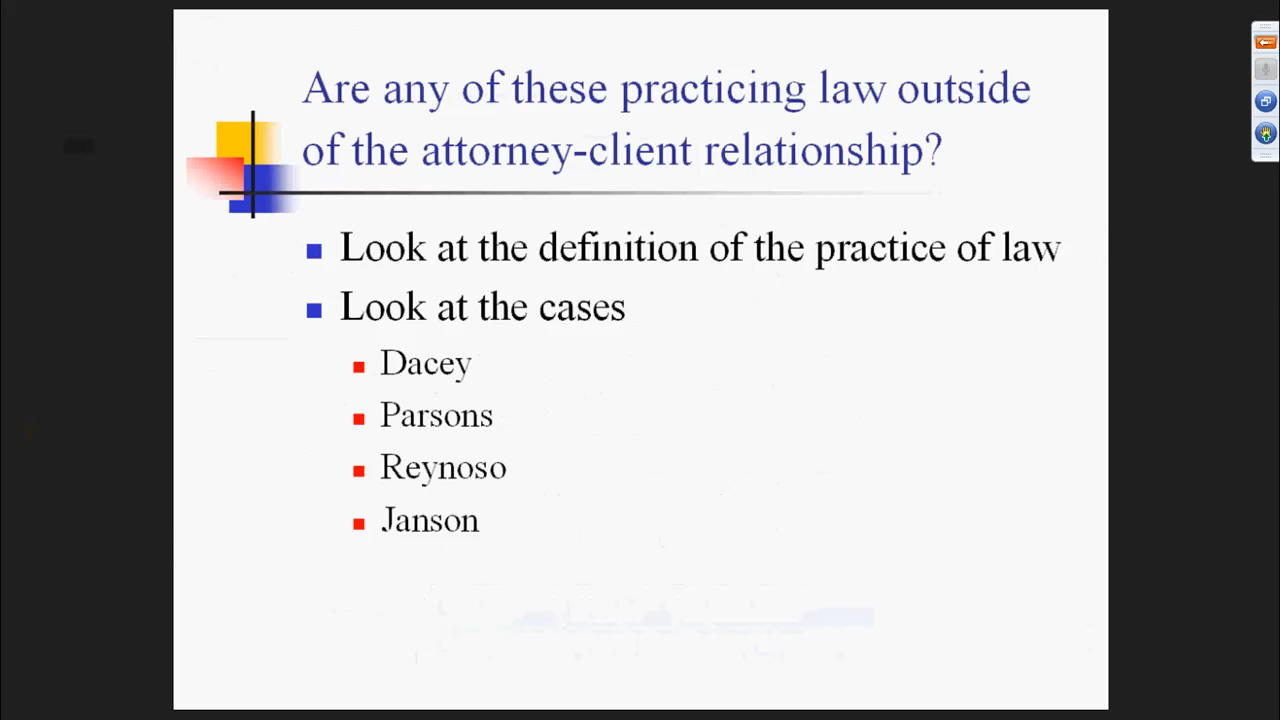 Are any of these practicing law outside
of the attorney-client relationship?
Look at the definition of the practice of law
Look at the cases
Dacey
Parsons
Reynoso
Janson